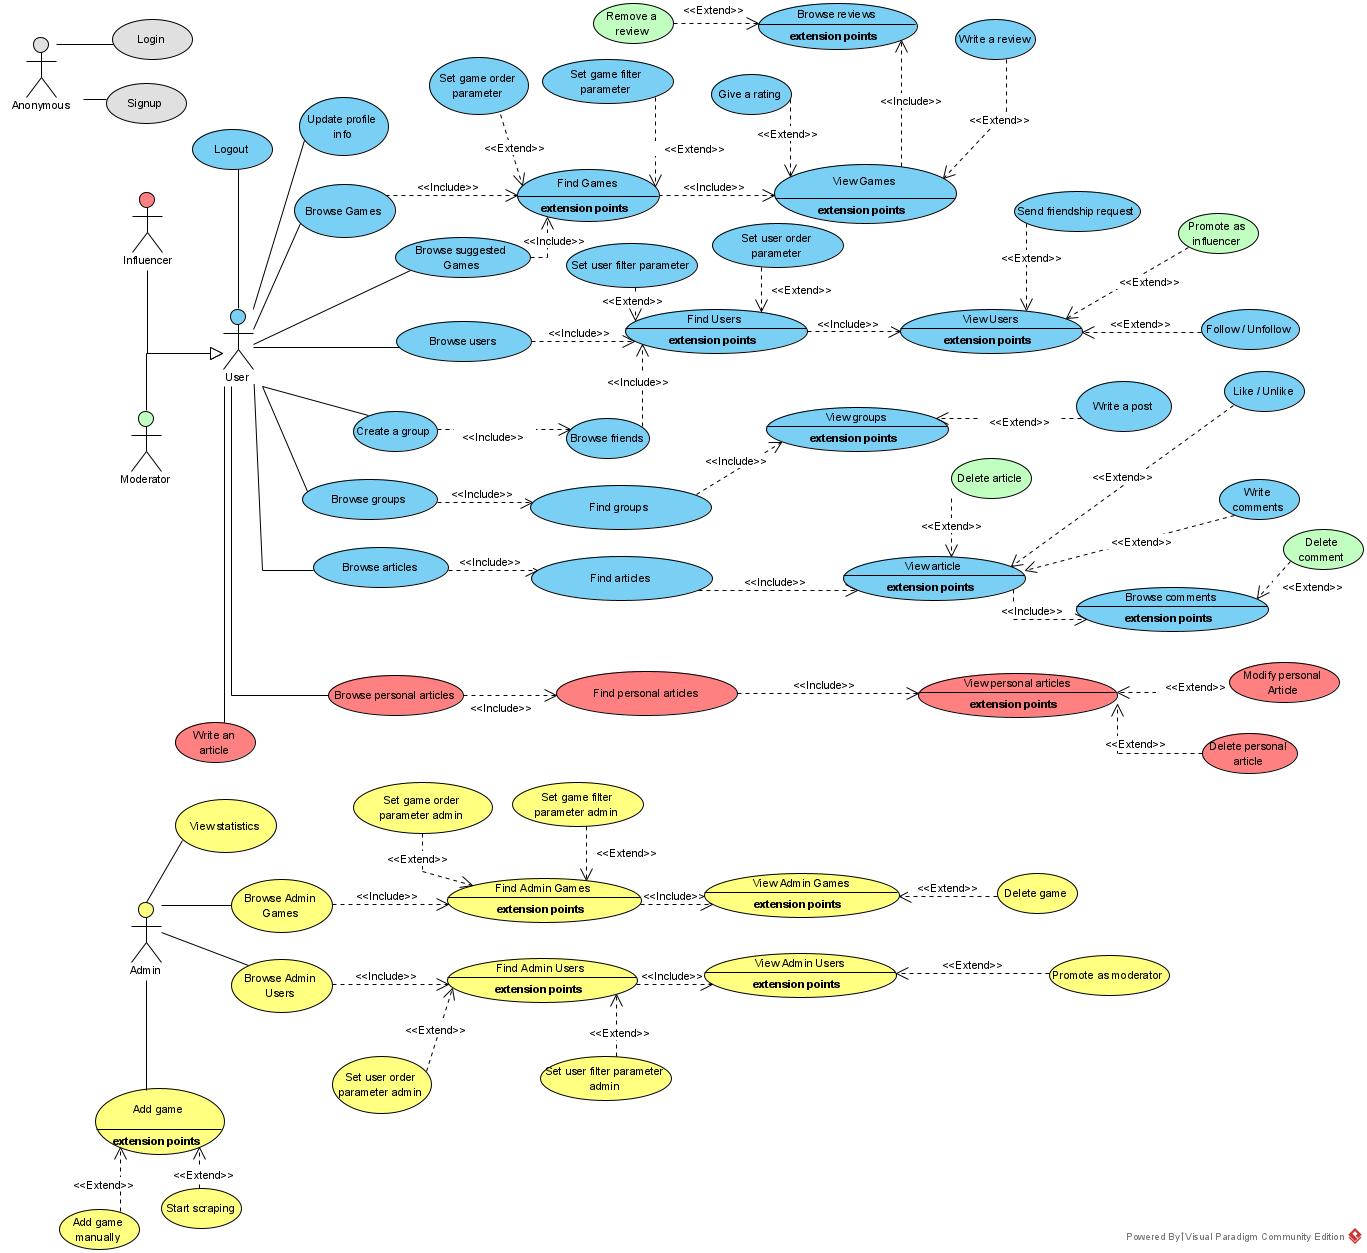 Remove a
review
<<Extend>>
Browse reviews
extension points
Write a review
Login
Anonymous
Signup
Set game order
parameter
Set game filter
parameter
Give a rating
<<Include>>
<<Extend>>
<<Extend>>
<<Extend>>
<<Extend>>
Update profile
info
Logout
Browse Games
<<Include>>
Find Games
extension points
<<Include>>
View Games
extension points
Influencer
Browse suggested
Games
<<Include>>
Set user filter parameter
Set user order
parameter
Send friendship request
Promote as
influencer
<<Extend>>
<<Extend>>
<<Extend>>
<<Extend>>
User
Browse users
<<Include>>
Find Users
extension points
<<Include>>
View Users
extension points
<<Extend>>
Follow / Unfollow
<<Include>>
Like / Unlike
Create a group
<<Include>>
Browse friends
View groups
extension points
<<Extend>>
Write a post
Moderator
<<Include>>
Browse groups
<<Include>>
Find groups
Delete article
<<Extend>>
<<Extend>>
Write
comments
<<Extend>>
Delete
comment
<<Extend>>
Browse articles
<<Include>>
Find articles
<<Include>>
View article
extension points
<<Include>>
Browse comments
extension points
Browse personal articles
<<Include>>
Find personal articles
<<Include>>
View personal articles
extension points
<<Extend>>
Modify personal
Article
<<Extend>>
Delete personal
article
Write an
article
View statistics
Set game order
parameter admin
Set game filter
parameter admin
<<Extend>>
<<Extend>>
Browse Admin
Games
<<Include>>
Find Admin Games
extension points
<<Include>>
View Admin Games
extension points
<<Extend>>
Delete game
Admin
Browse Admin
Users
<<Include>>
Find Admin Users
extension points
<<Include>>
View Admin Users
extension points
<<Extend>>
Promote as moderator
<<Extend>>
<<Extend>>
Set user order
parameter admin
Set user filter parameter
admin
Add game
extension points
<<Extend>>
<<Extend>>
Add game
manually
Start scraping
Powered By Visual Paradigm Community Edition